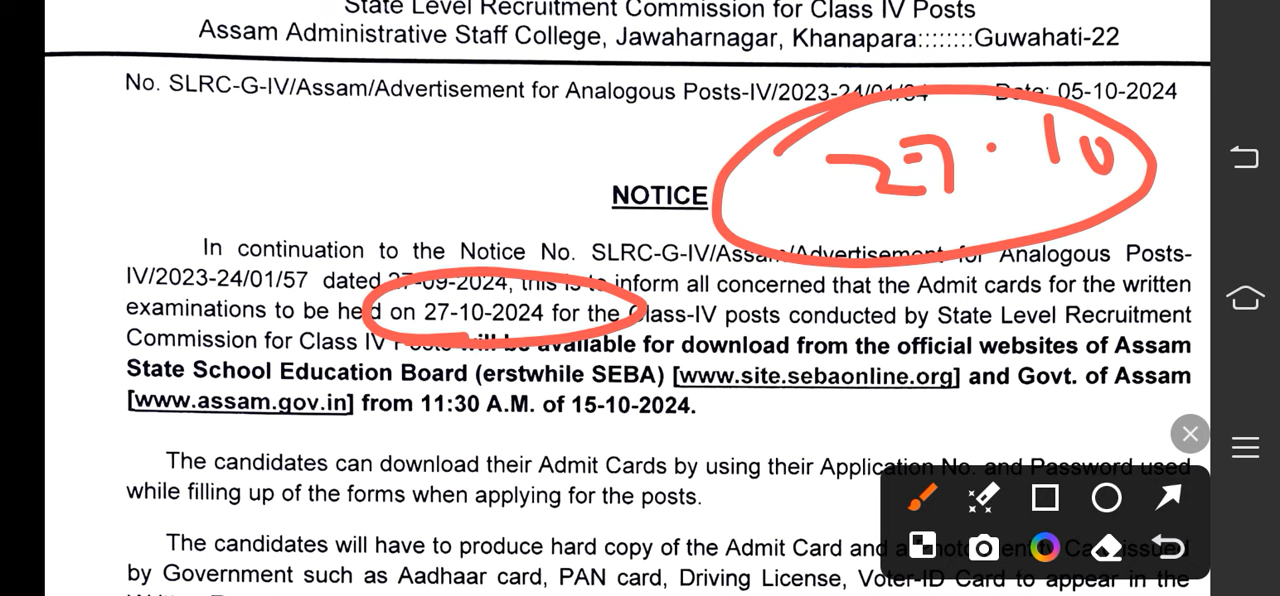 State Level Recruitment Commission for Class IV Posts
Assam Administrative Staff College, Jawaharnagar, Khanapara::::::::Guwahati-22
No. SLRC-G-IV/Assam/Advertisement for Analogous Posts-IV/2023-24/01/64 Date: 05-10-2024
27.10
NOTICE
In continuation to the Notice No. SLRC-G-IV/Assam/Advertisement for Analogous Posts-
IV/2023-24/01/57 dated 27-09-2024, this is to inform all concerned that the Admit cards for the written
examinations to be held on 27-10-2024 for the Class-IV posts conducted by State Level Recruitment
Commission for Class IV Posts will be available for download from the official websites of Assam
State School Education Board (erstwhile SEBA) [www.site.sebaonline.org] and Govt. of Assam
[www.assam.gov.in] from 11:30 A.M. of 15-10-2024.
The candidates can download their Admit Cards by using their Application No. and Password used
while filling up of the forms when applying for the posts.
The candidates will have to produce hard copy of the Admit Card and a Photo Identity Card issued
by Government such as Aadhaar card, PAN card, Driving License, Voter-ID Card to appear in the